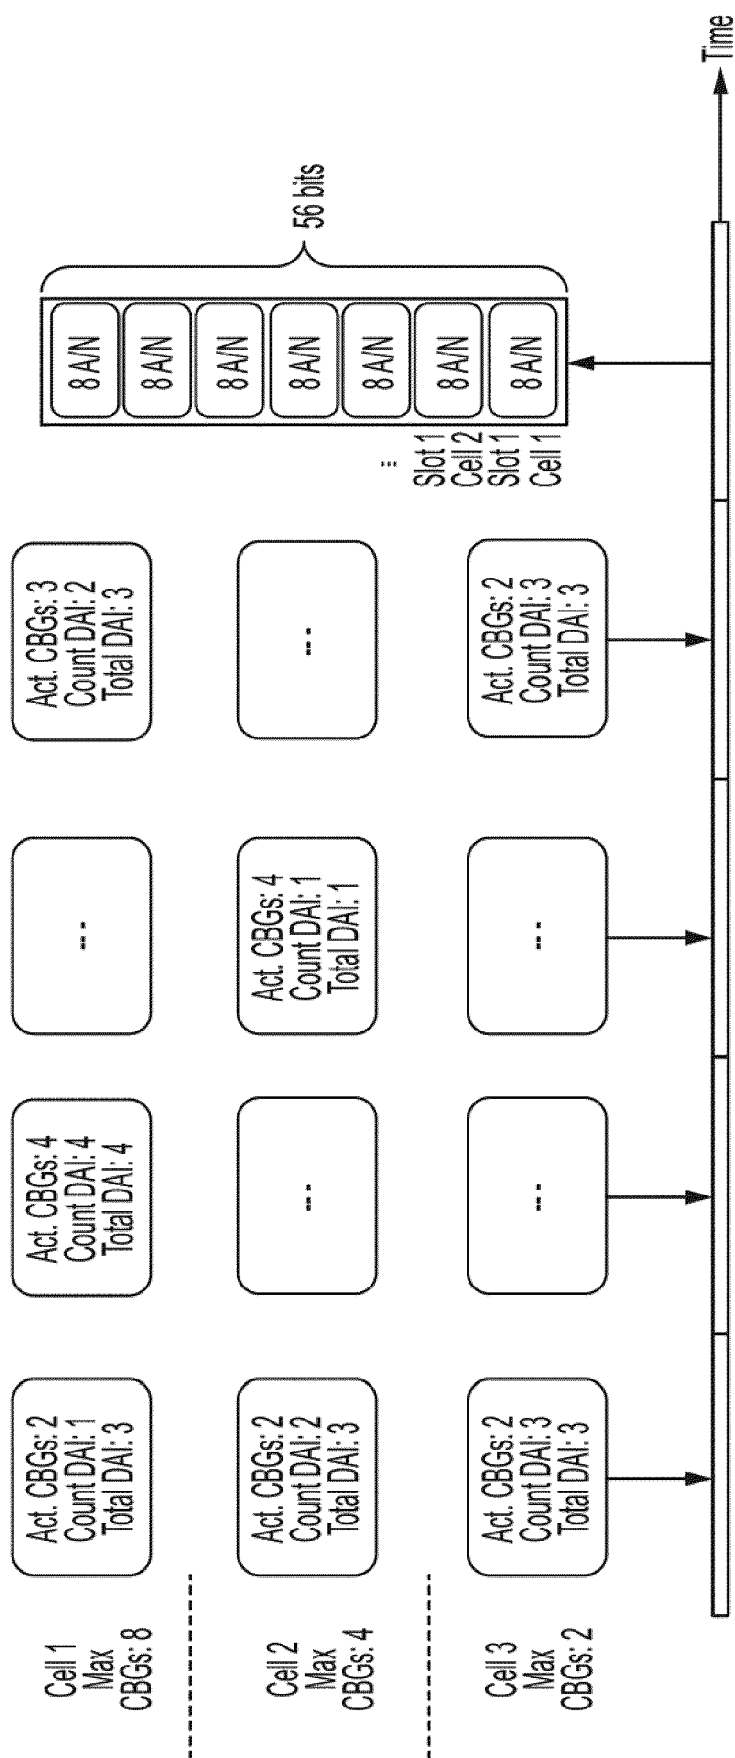 Cell 1
Max
CBGs: 8
Act. CBGs: 2
Count DAI: 1
Total DAI: 3
Act. CBGs: 4
Count DAI: 4
Total DAI: 4
-- -
Act. CBGs: 3
Count DAI: 2
Total DAI: 3
Cell 2
Max
CBGs: 4
Act. CBGs: 2
Count DAI: 2
Total DAI: 3
-- -
Act. CBGs: 4
Count DAI: 1
Total DAI: 1
-- -
Cell 3
Max
CBGs: 2
Act. CBGs: 2
Count DAI: 3
Total DAI: 3
-- -
-- -
Act. CBGs: 2
Count DAI: 3
Total DAI: 3
8 A/N
8 A/N
8 A/N
8 A/N
8 A/N
8 A/N
8 A/N
...
Slot 1
Cell 2
Slot 1
Cell 1
56 bits
Time